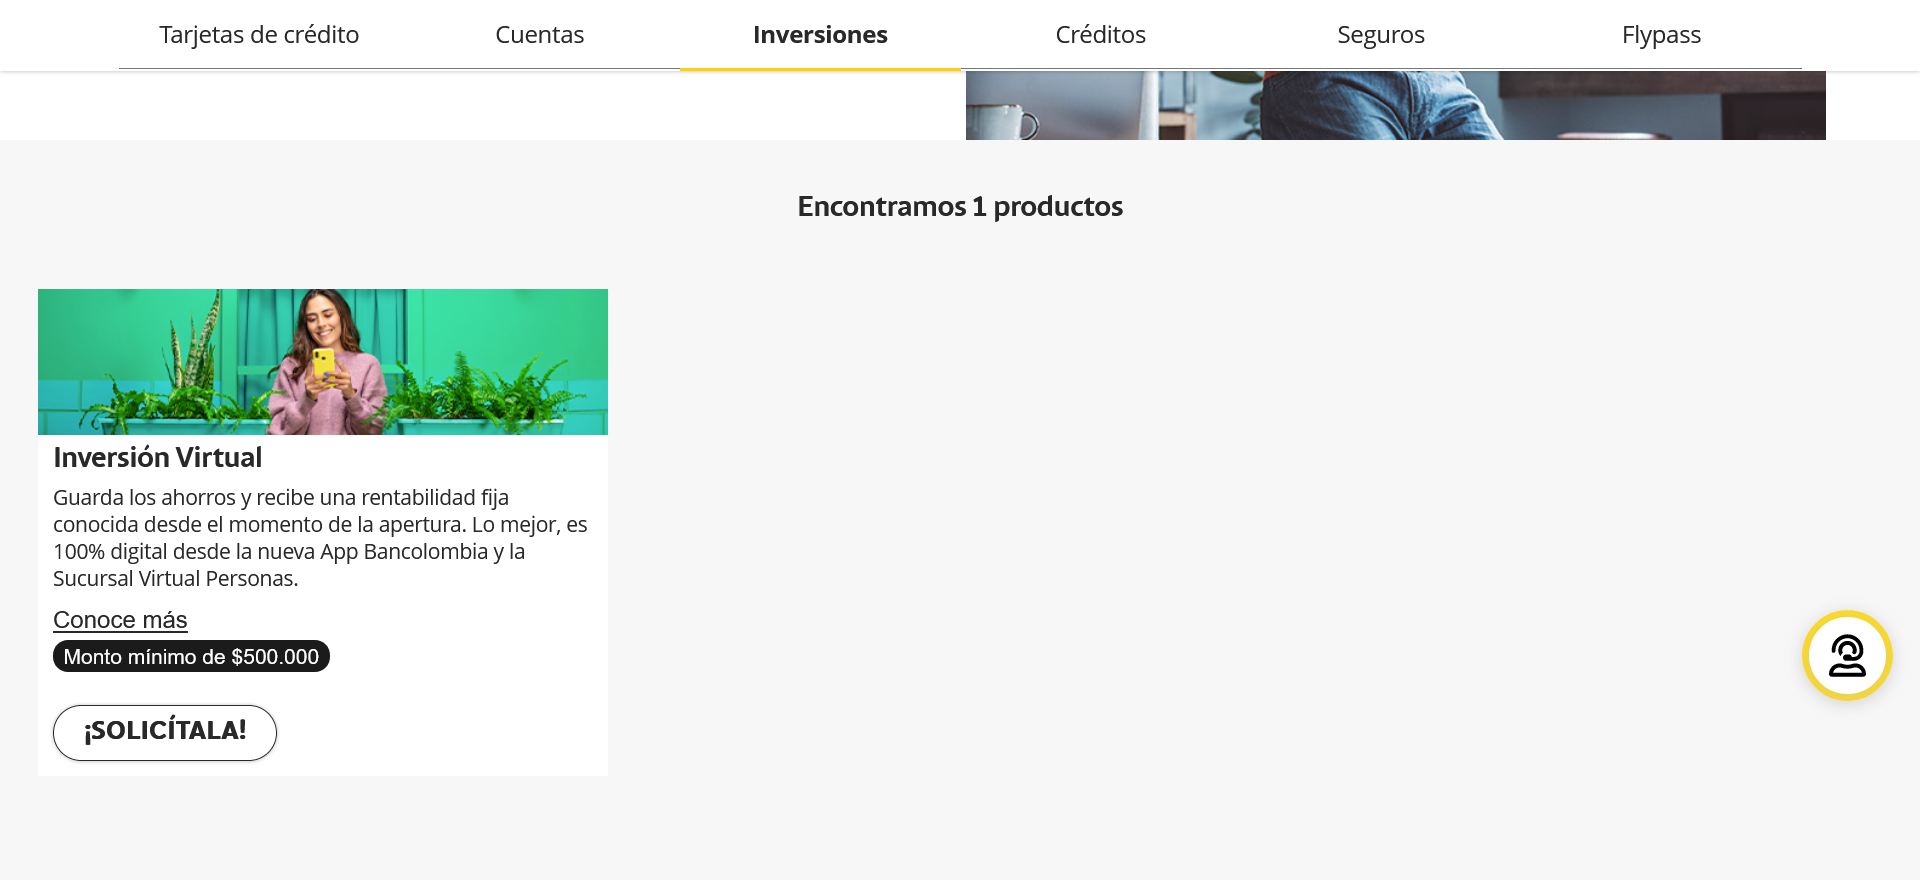 Tarjetas de crédito
Cuentas
Inversiones
Créditos
Seguros
Flypass
Encontramos 1 productos
Inversión Virtual
Guarda los ahorros y recibe una rentabilidad fija
conocida desde el momento de la apertura. Lo mejor, es
100% digital desde la nueva App Bancolombia y la
Sucursal Virtual Personas.
Conoce más
Monto mínimo de $500.000
¡SOLICÍTALA!